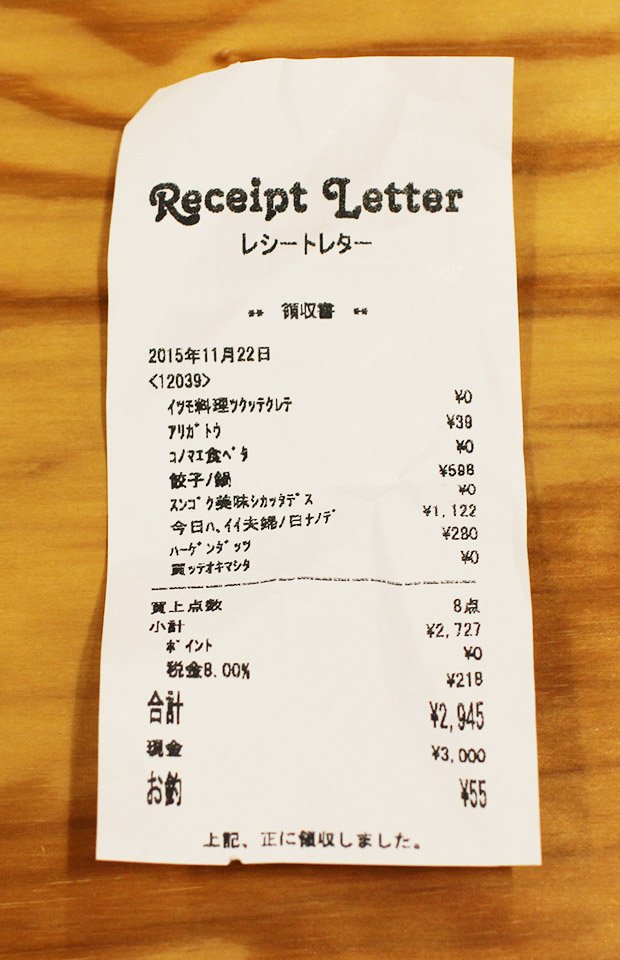 Receipt Letter
レシートレター
** 領収書 **
2015年11月22日
<12039>
イツモ料理ツクッテクレテ ¥0
アリガトウ ¥39
コノマエ食ベタ ¥0
餃子ノ鍋 ¥598
スンゴク美味シカッタデス ¥0
今日ハ、イイ夫婦ノ日ナノデ ¥1,122
ハーゲンダッツ ¥280
買ッテオキマシタ ¥0
買上点数 8点
小計 ¥2,727
ポイント ¥0
税金8.00% ¥218
合計 ¥2,945
現金 ¥3,000
お釣 ¥55
上記、正に領収しました。